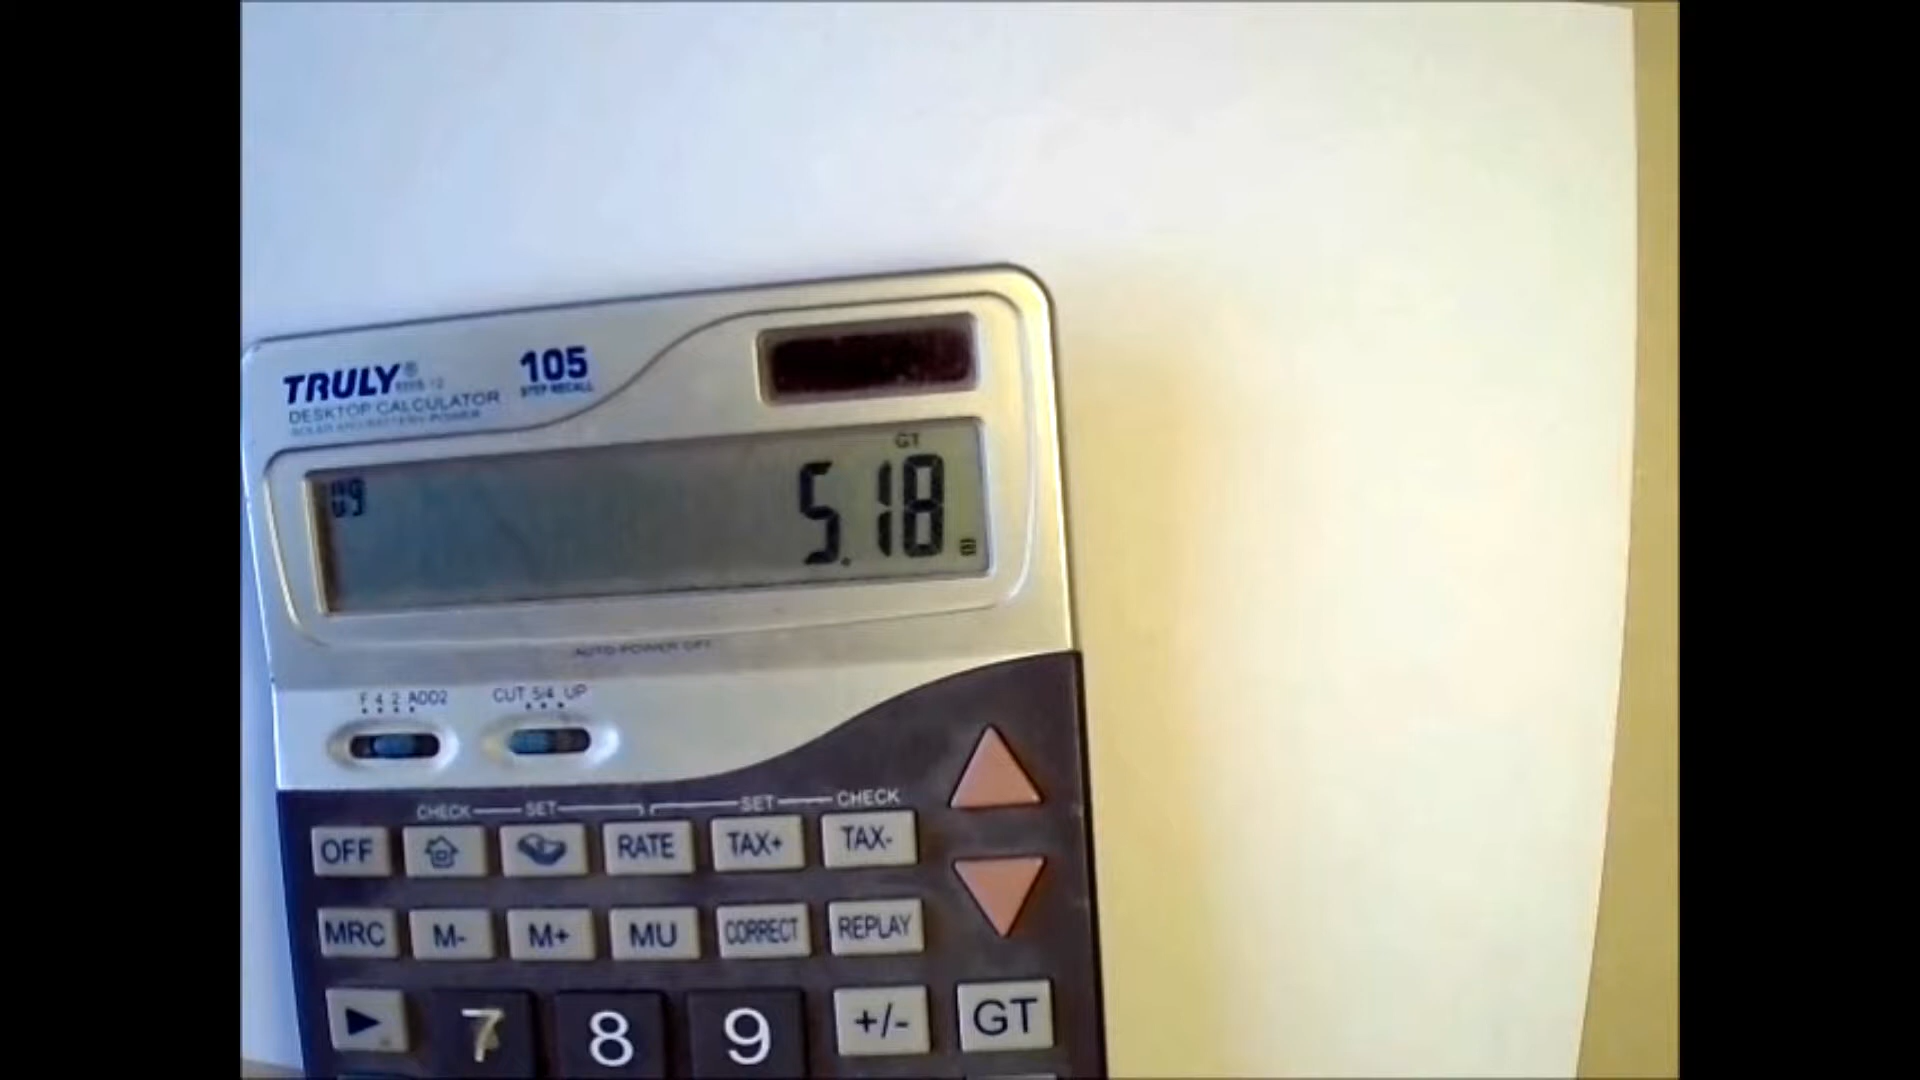 TRULY®
105
STEP RECALL
DESKTOP CALCULATOR
GT
09
5.18
AUTO POWER OFF
F 4 2 ADD2
CUT 5/4 UP
CHECK SET SET CHECK
OFF RATE TAX+ TAX-
MRC M- M+ MU CORRECT REPLAY
7 8 9 +/- GT